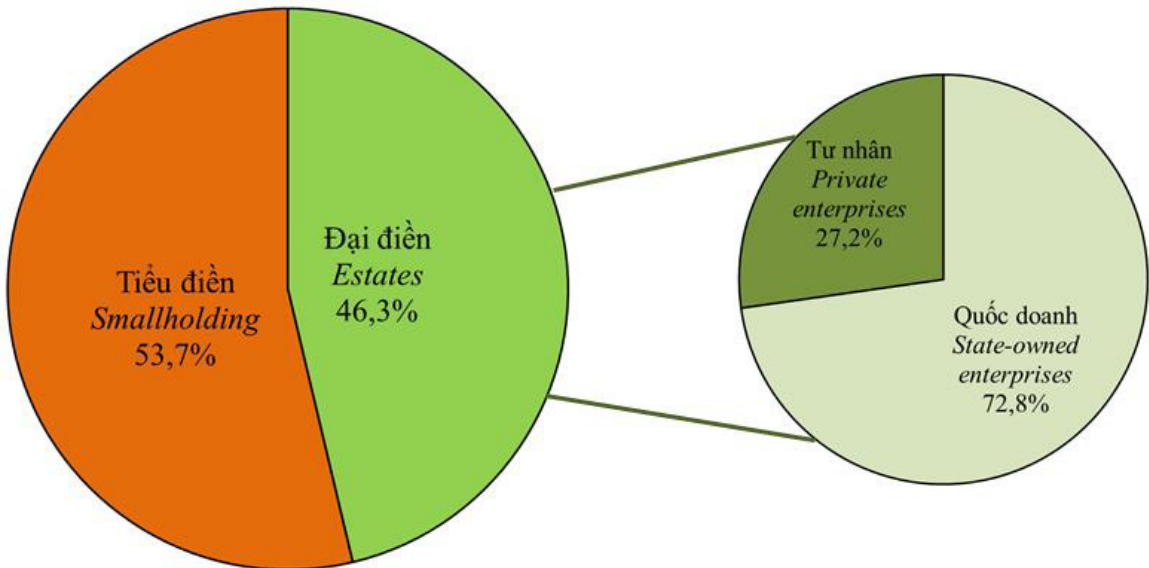 Tiểu điền
Smallholding
53,7%
Đại điền
Estates
46,3%
Tư nhân
Private
enterprises
27,2%
Quốc doanh
State-owned
enterprises
72,8%